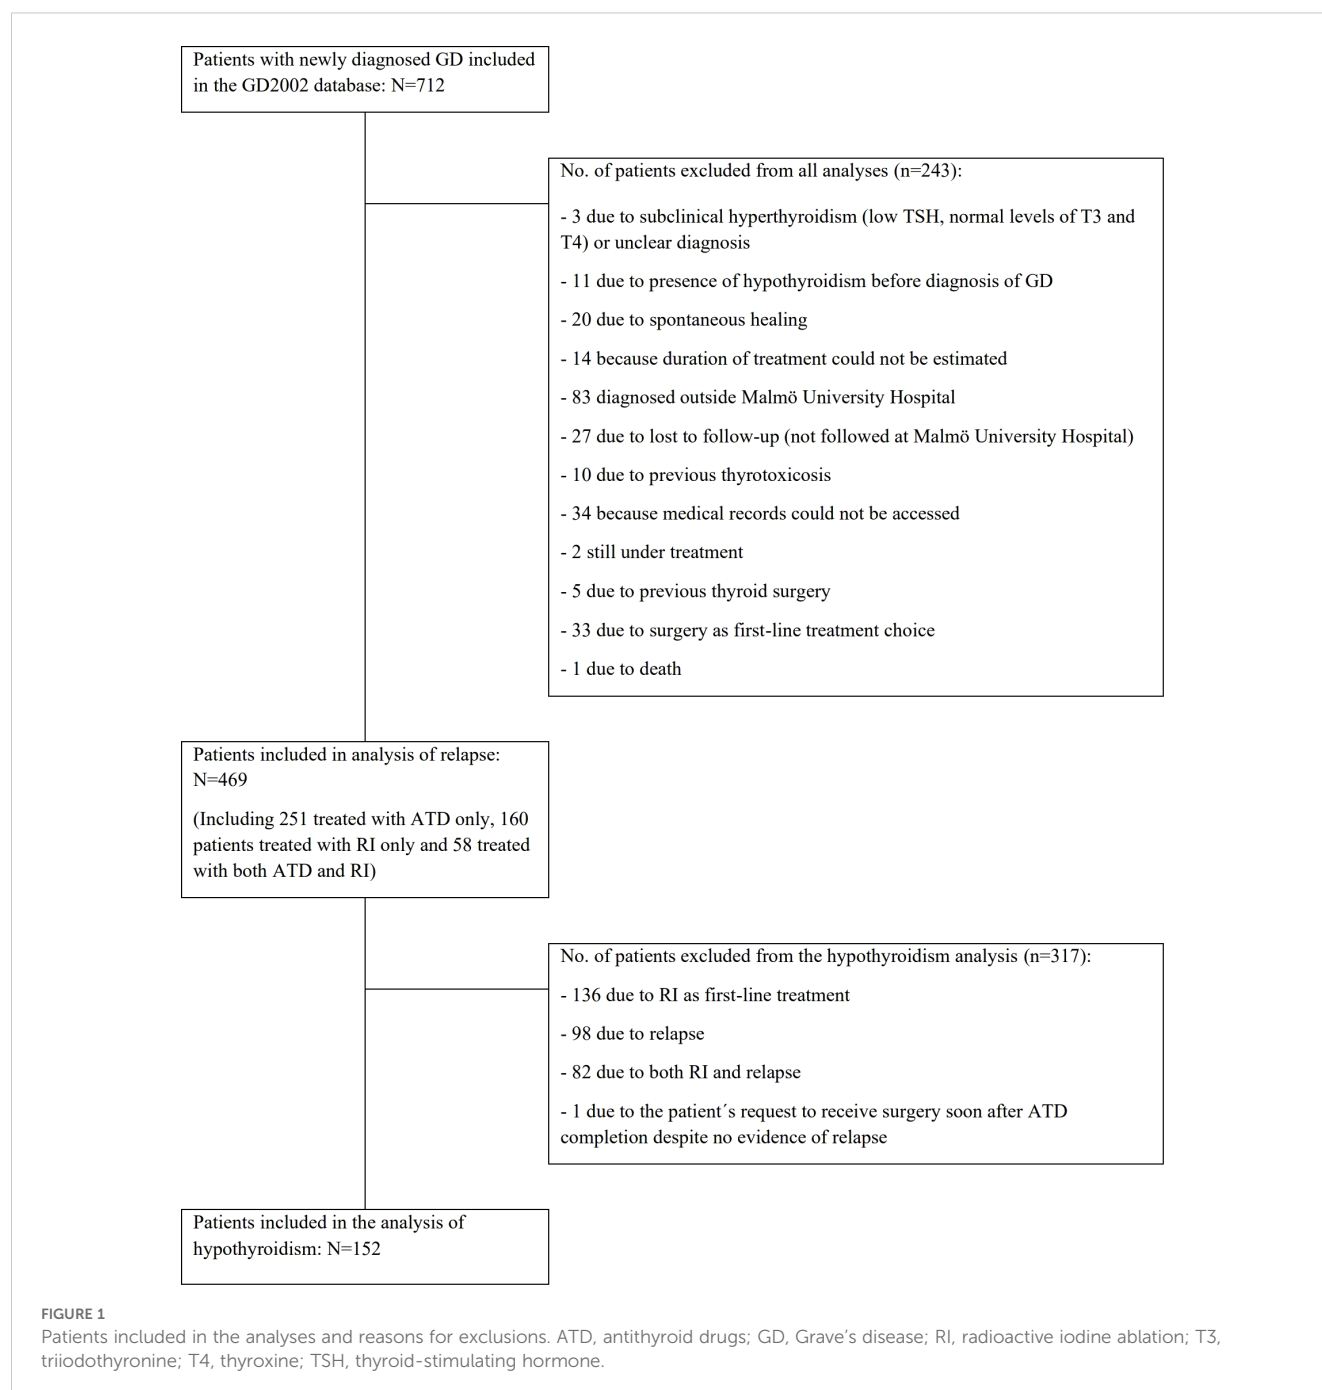 Patients with newly diagnosed GD included
in the GD2002 database: N=712
No. of patients excluded from all analyses (n=243):
- 3 due to subclinical hyperthyroidism (low TSH, normal levels of T3 and
T4) or unclear diagnosis
- 11 due to presence of hypothyroidism before diagnosis of GD
- 20 due to spontaneous healing
- 14 because duration of treatment could not be estimated
- 83 diagnosed outside Malmö University Hospital
- 27 due to lost to follow-up (not followed at Malmö University Hospital)
- 10 due to previous thyrotoxicosis
- 34 because medical records could not be accessed
- 2 still under treatment
- 5 due to previous thyroid surgery
- 33 due to surgery as first-line treatment choice
- 1 due to death
Patients included in analysis of relapse:
N=469
(Including 251 treated with ATD only, 160
patients treated with RI only and 58 treated
with both ATD and RI)
No. of patients excluded from the hypothyroidism analysis (n=317):
- 136 due to RI as first-line treatment
- 98 due to relapse
- 82 due to both RI and relapse
- 1 due to the patient´s request to receive surgery soon after ATD
completion despite no evidence of relapse
Patients included in the analysis of
hypothyroidism: N=152
FIGURE 1
Patients included in the analyses and reasons for exclusions. ATD, antithyroid drugs; GD, Grave's disease; RI, radioactive iodine ablation; T3,
triiodothyronine; T4, thyroxine; TSH, thyroid-stimulating hormone.